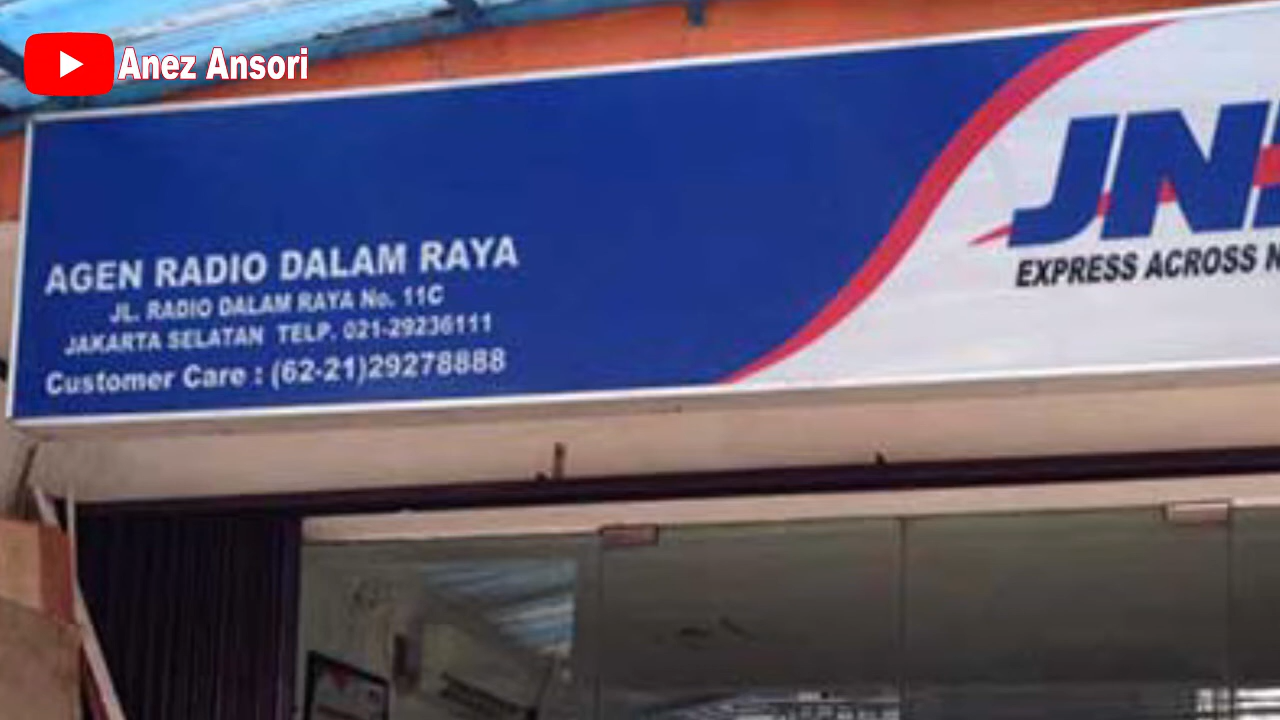 Anez Ansori
AGEN RADIO DALAM RAYA
JL. RADIO DALAM RAYA No. 11C
JAKARTA SELATAN TELP. 021-29236111
Customer Care : (62-21)29278888
JN
EXPRESS ACROSS